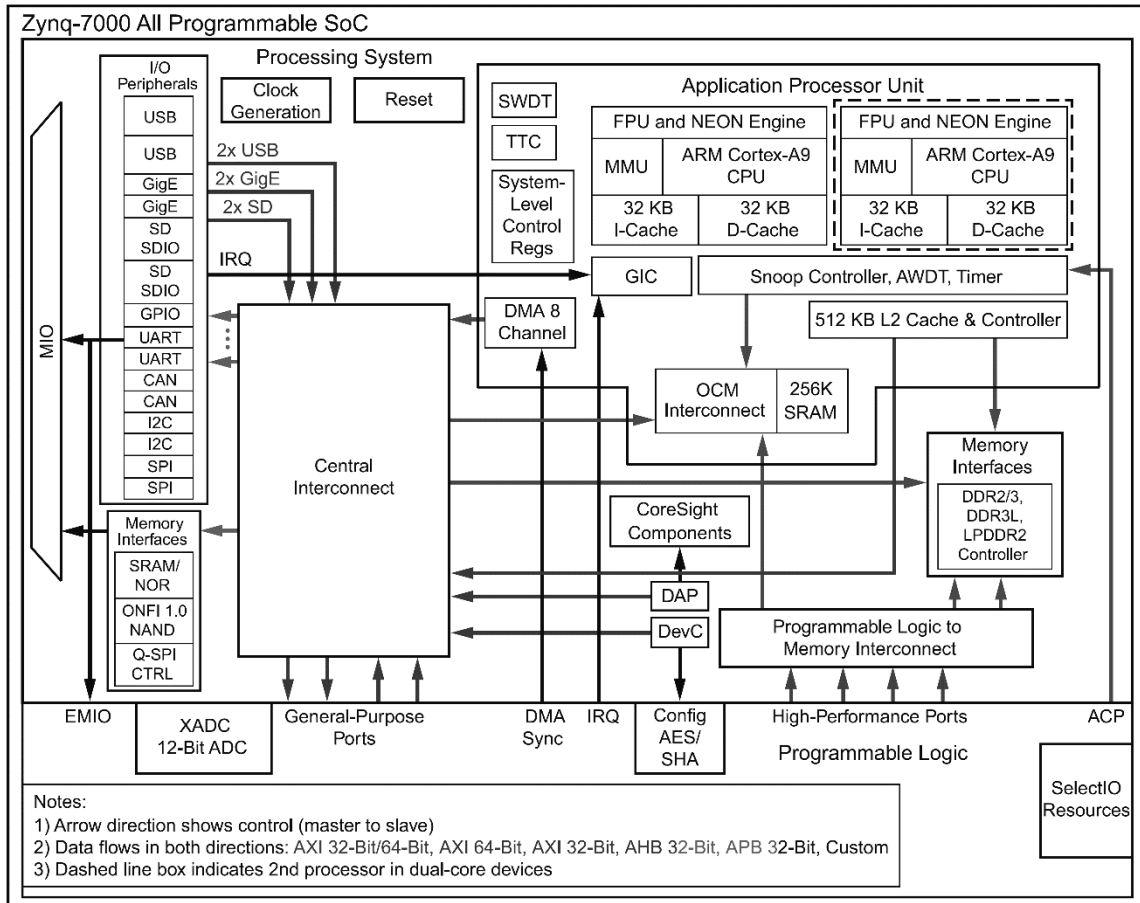 Zynq-7000 All Programmable SoC
Processing System
I/O
Peripherals
USB
USB
GigE
GigE
SD
SDIO
SD
SDIO
GPIO
UART
UART
CAN
CAN
I2C
I2C
SPI
SPI
MIO
Clock
Generation
Reset
2x USB
2x GigE
2x SD
IRQ
Application Processor Unit
SWDT
TTC
System-
Level
Control
Regs
FPU and NEON Engine
MMU
ARM Cortex-A9
CPU
32 KB
I-Cache
32 KB
D-Cache
FPU and NEON Engine
MMU
ARM Cortex-A9
CPU
32 KB
I-Cache
32 KB
D-Cache
GIC
Snoop Controller, AWDT, Timer
DMA 8
Channel
512 KB L2 Cache & Controller
OCM
Interconnect
256K
SRAM
Central
Interconnect
Memory
Interfaces
DDR2/3,
DDR3L,
LPDDR2
Controller
CoreSight
Components
DAP
DevC
Programmable Logic to
Memory Interconnect
Memory
Interfaces
SRAM/
NOR
ONFI 1.0
NAND
Q-SPI
CTRL
EMIO
XADC
12-Bit ADC
General-Purpose
Ports
DMA
Sync
IRQ
Config
AES/
SHA
High-Performance Ports
ACP
Programmable Logic
SelectIO
Resources
Notes:
1) Arrow direction shows control (master to slave)
2) Data flows in both directions: AXI 32-Bit/64-Bit, AXI 64-Bit, AXI 32-Bit, AHB 32-Bit, APB 32-Bit, Custom
3) Dashed line box indicates 2nd processor in dual-core devices